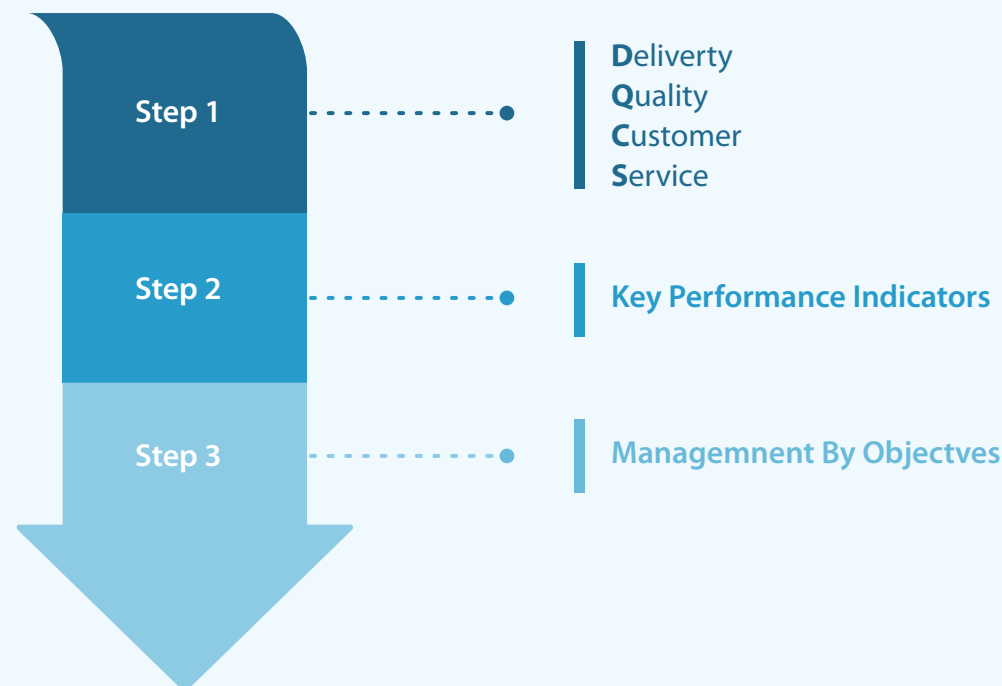 Step 1
Deliverty
Quality
Customer
Service
Step 2
Key Performance Indicators
Step 3
Managemnent By Objectves